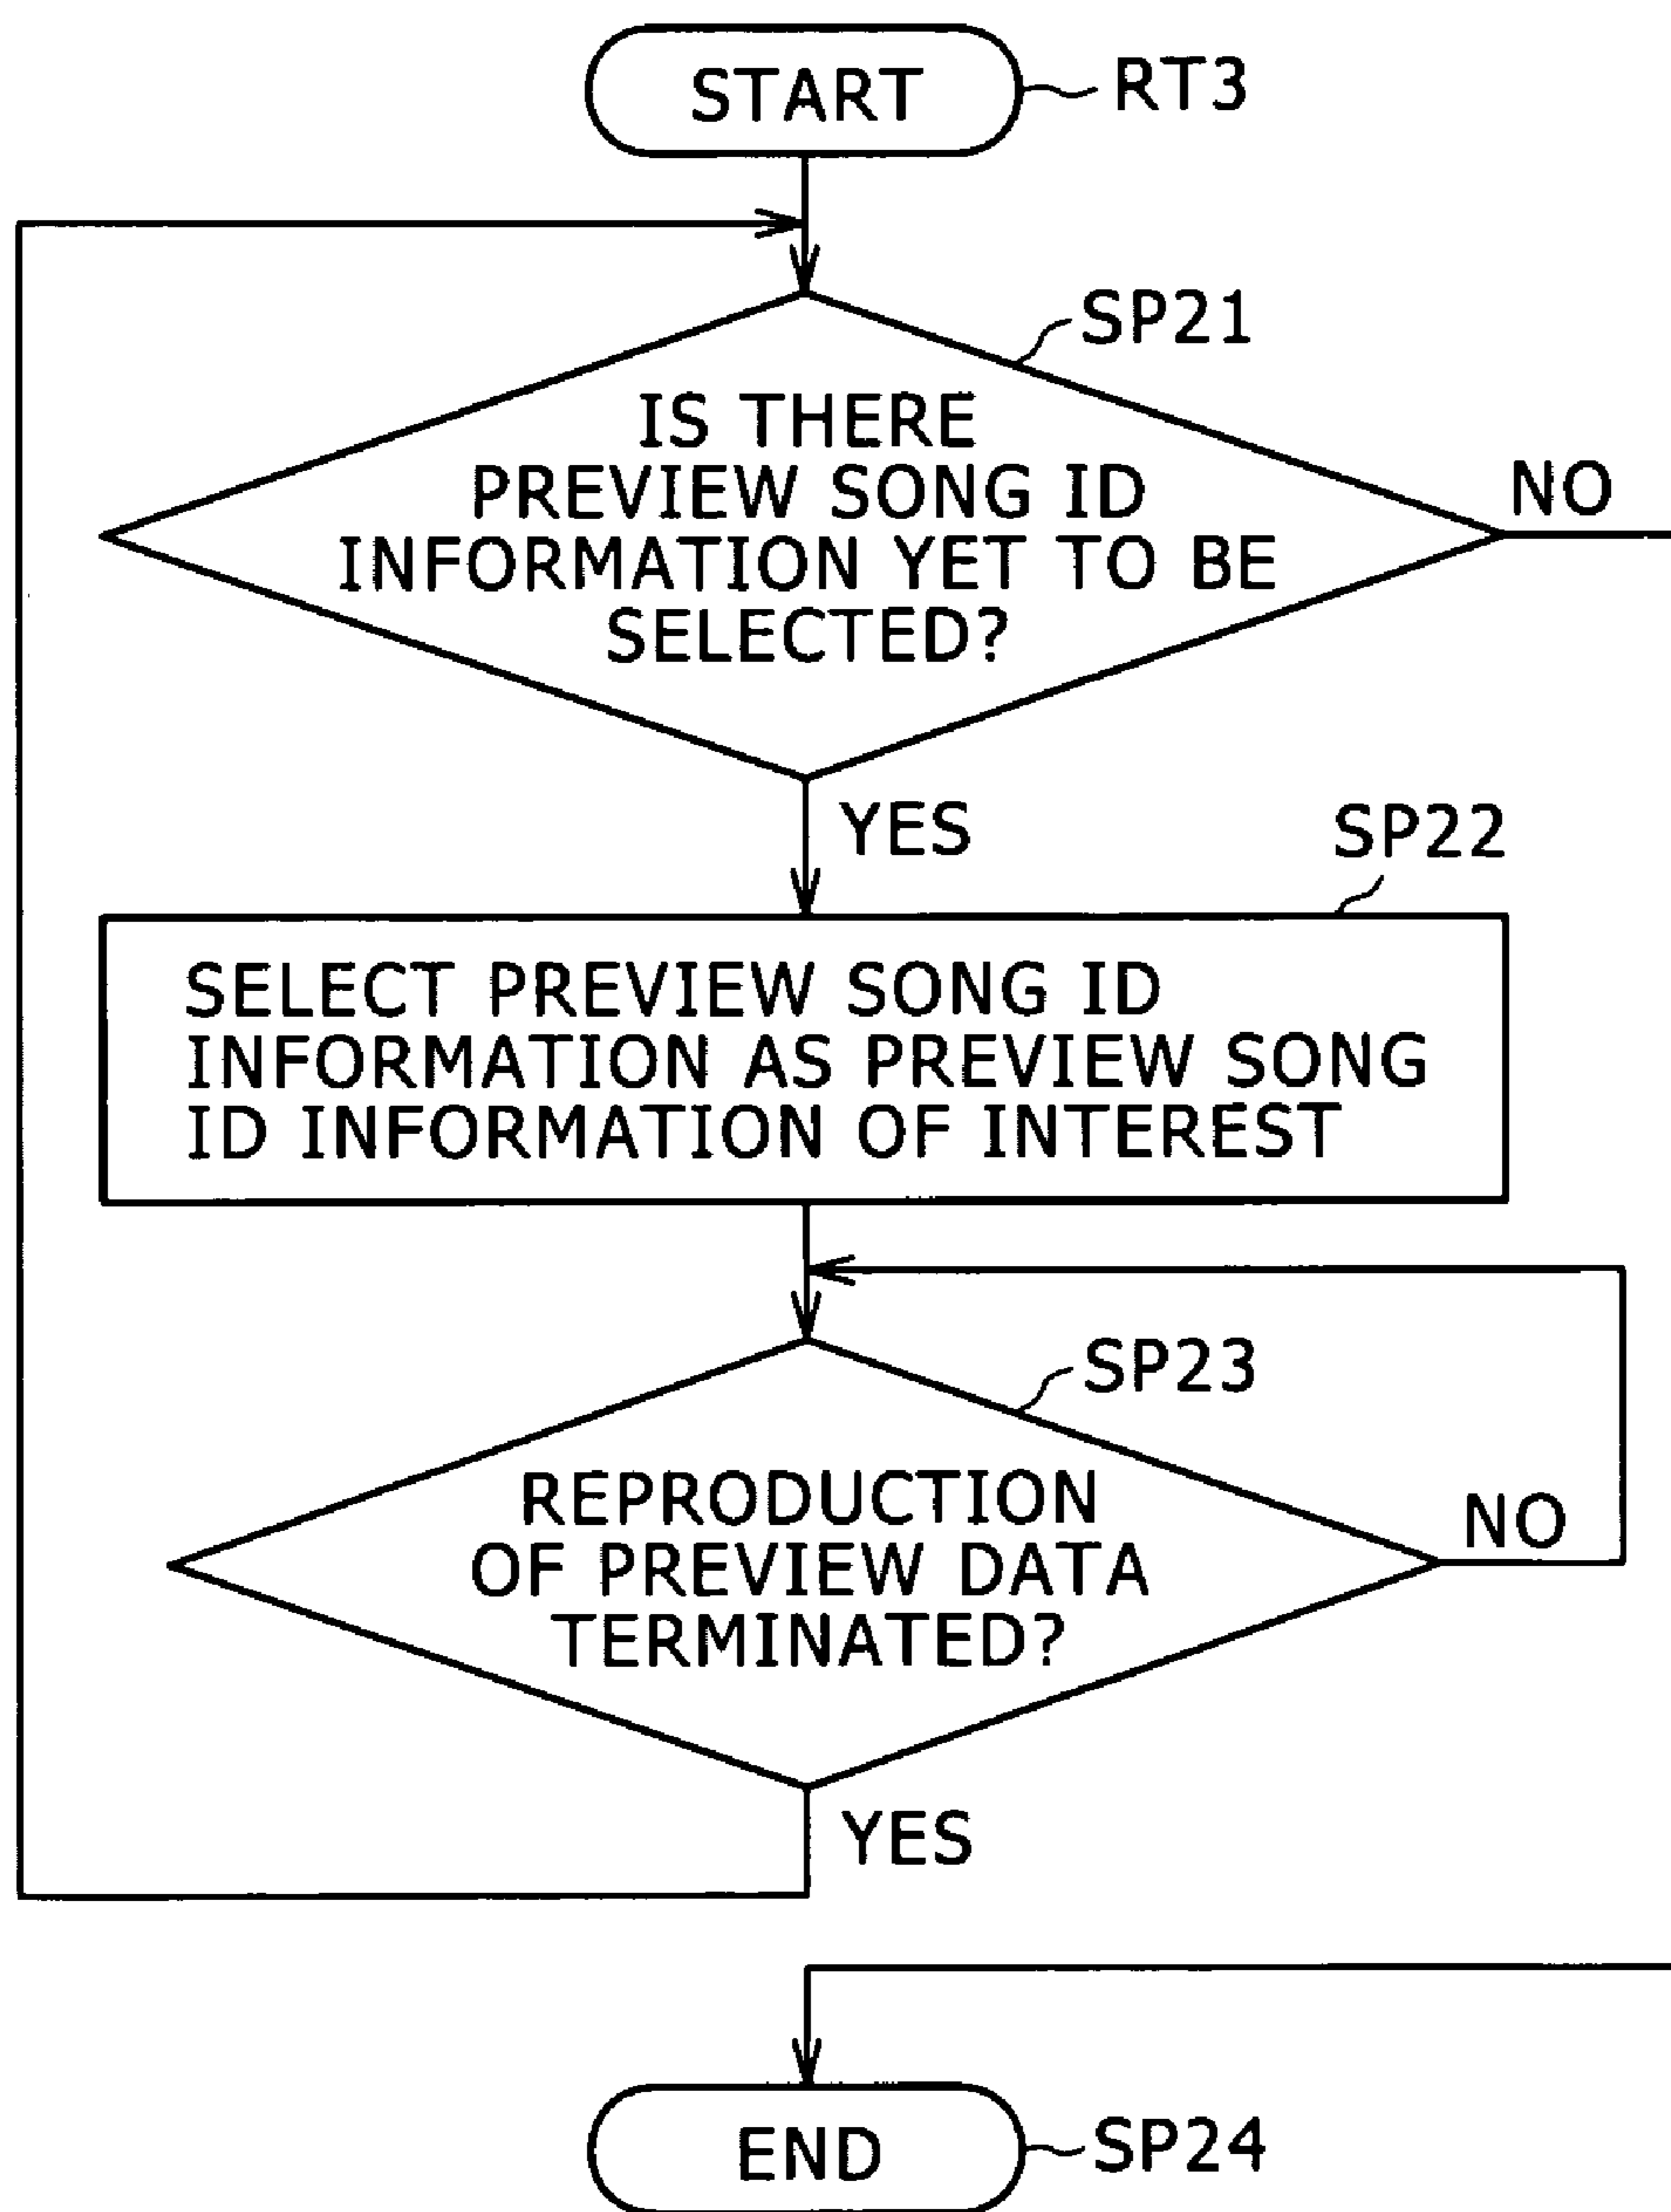 START
RT3
SP21
IS THERE
PREVIEW SONG ID
INFORMATION YET TO BE
SELECTED?
NO
YES
SP22
SELECT PREVIEW SONG ID
INFORMATION AS PREVIEW SONG
ID INFORMATION OF INTEREST
SP23
REPRODUCTION
OF PREVIEW DATA
TERMINATED?
NO
YES
END
SP24